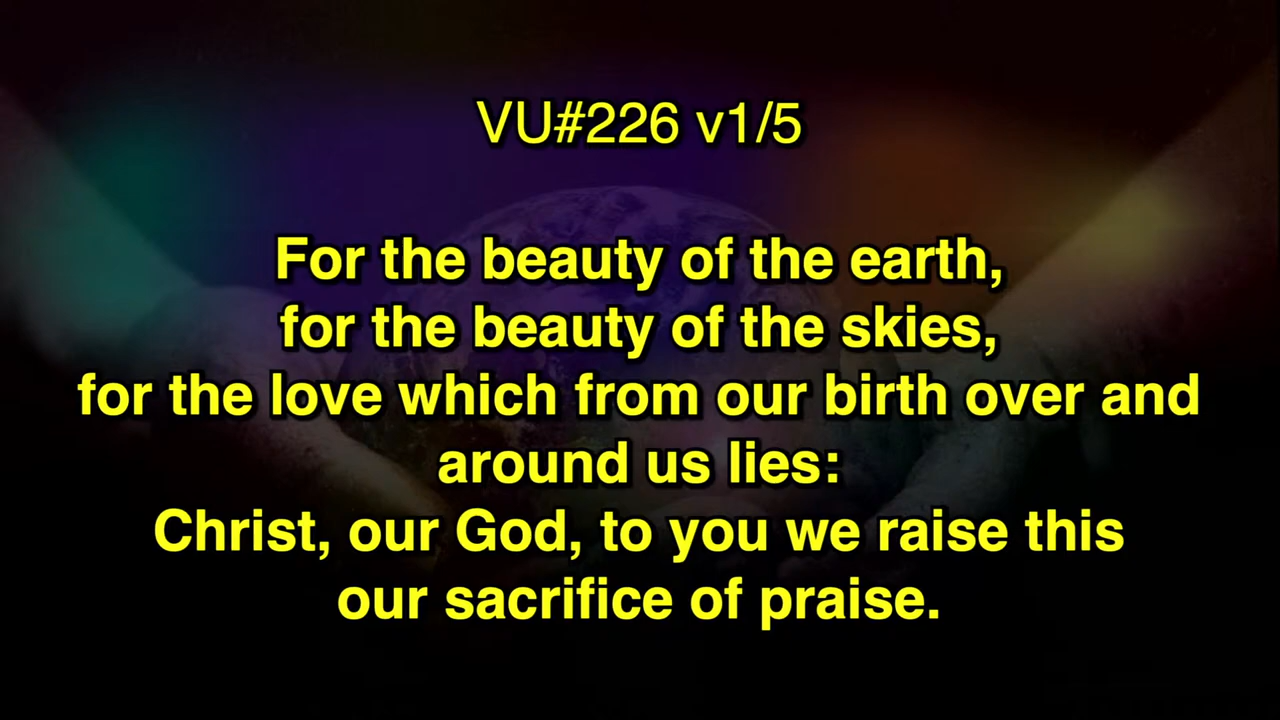 VU#226 v1/5
For the beauty of the earth,
for the beauty of the skies,
for the love which from our birth over and
around us lies:
Christ, our God, to you we raise this
our sacrifice of praise.